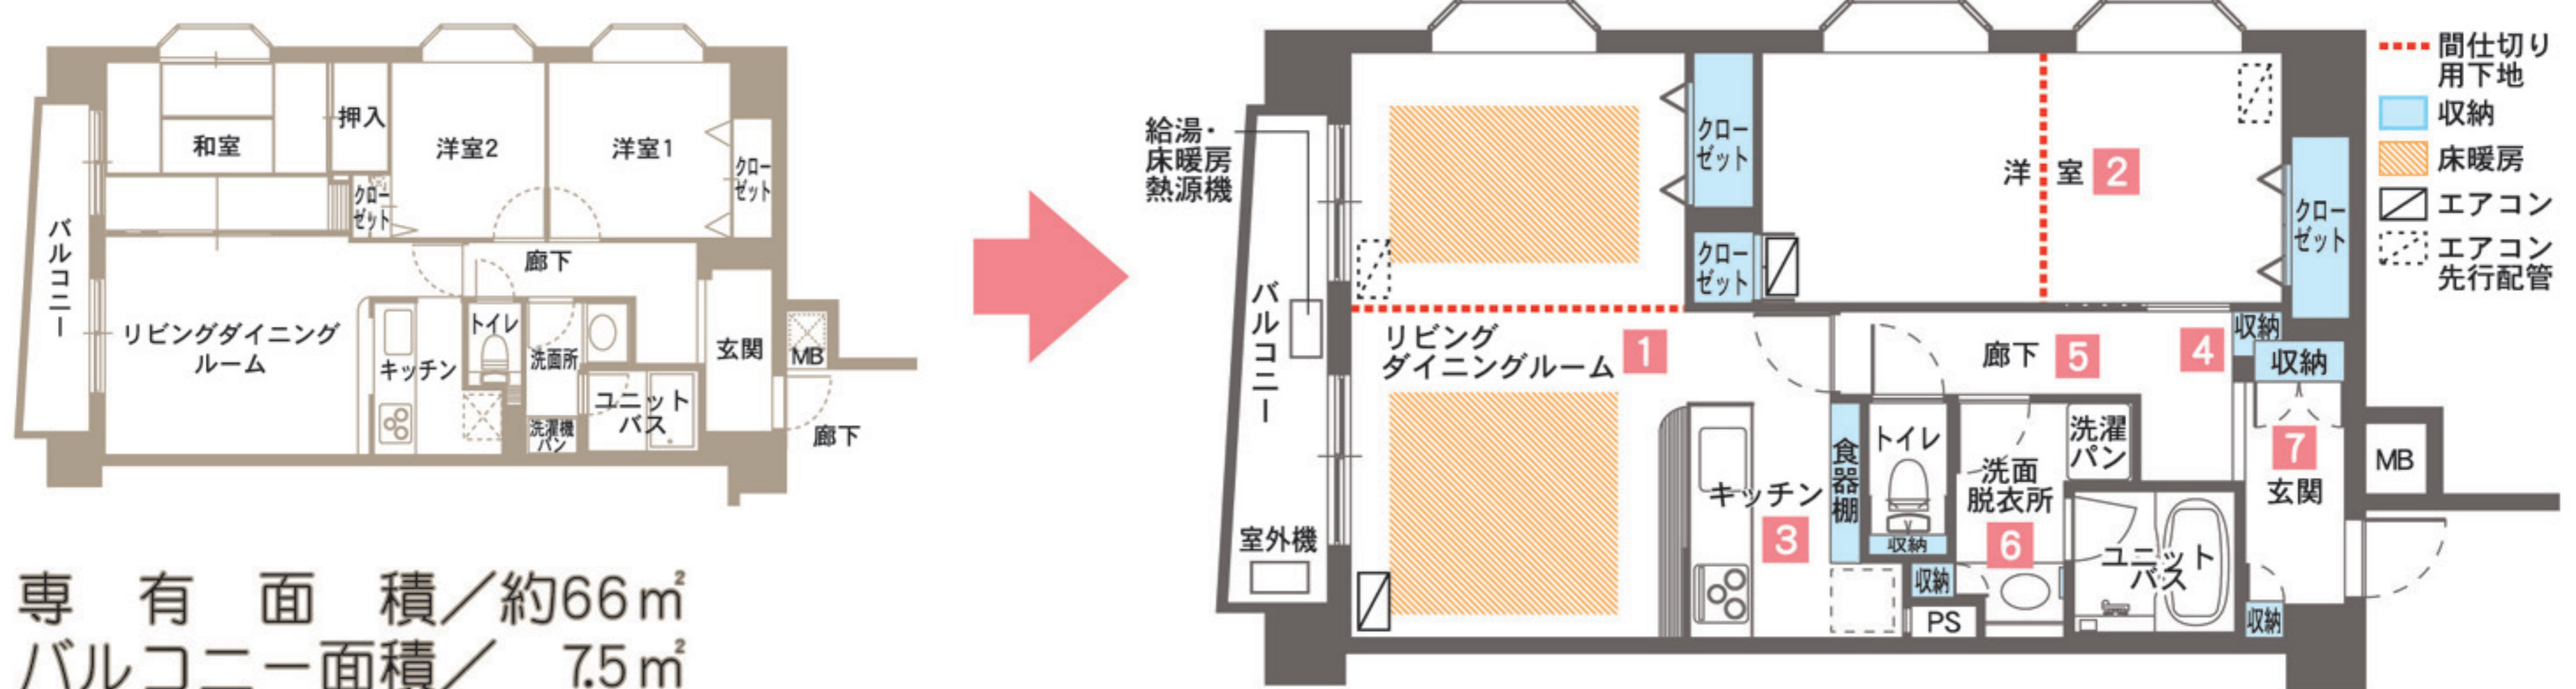 押入
和室
洋室2
洋室1
クロー
ゼット
クロー
ゼット
バルコニー
廊下
リビングダイニング
ルーム
キッチン
トイレ
洗面所
玄関
MB
ユニット
バス
洗濯機
パン
廊下
専有面積/約66㎡
バルコニー面積/ 7.5㎡
給湯・
床暖房
熱源機
クロー
ゼット
クロー
ゼット
洋室 2
クロー
ゼット
バルコニー
リビング
ダイニングルーム 1
廊下 5
4
収納
収納
食器棚
トイレ
洗濯
パン
7
玄関
MB
キッチン
3
洗面
脱衣所
6
収納
収納
ユニット
バス
収納
PS
室外機
間仕切り
用下地
収納
床暖房
エアコン
エアコン
先行配管